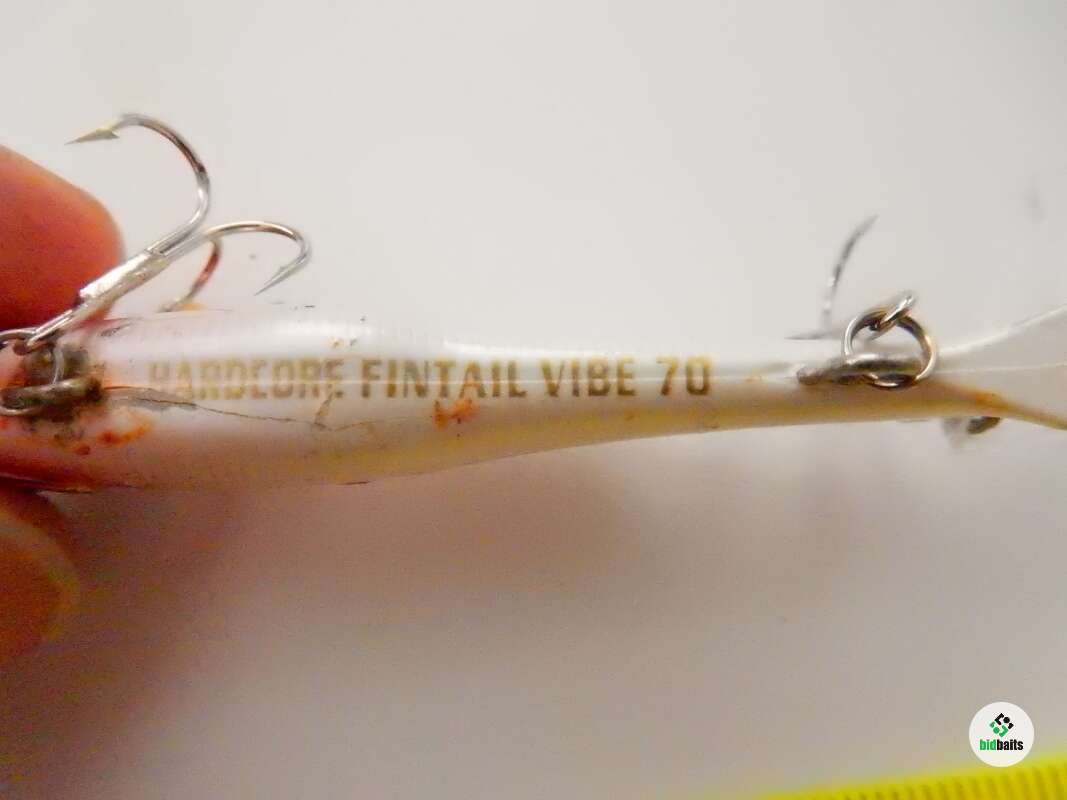 HARDCORE FINTAIL VIBE 70
bidbaits